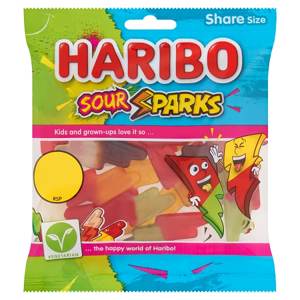 Share Size
HARIBO
SOUR SPARKS
Kids and grown-ups love it so ...
RSP
VEGETARIAN
... the happy world of Haribo!